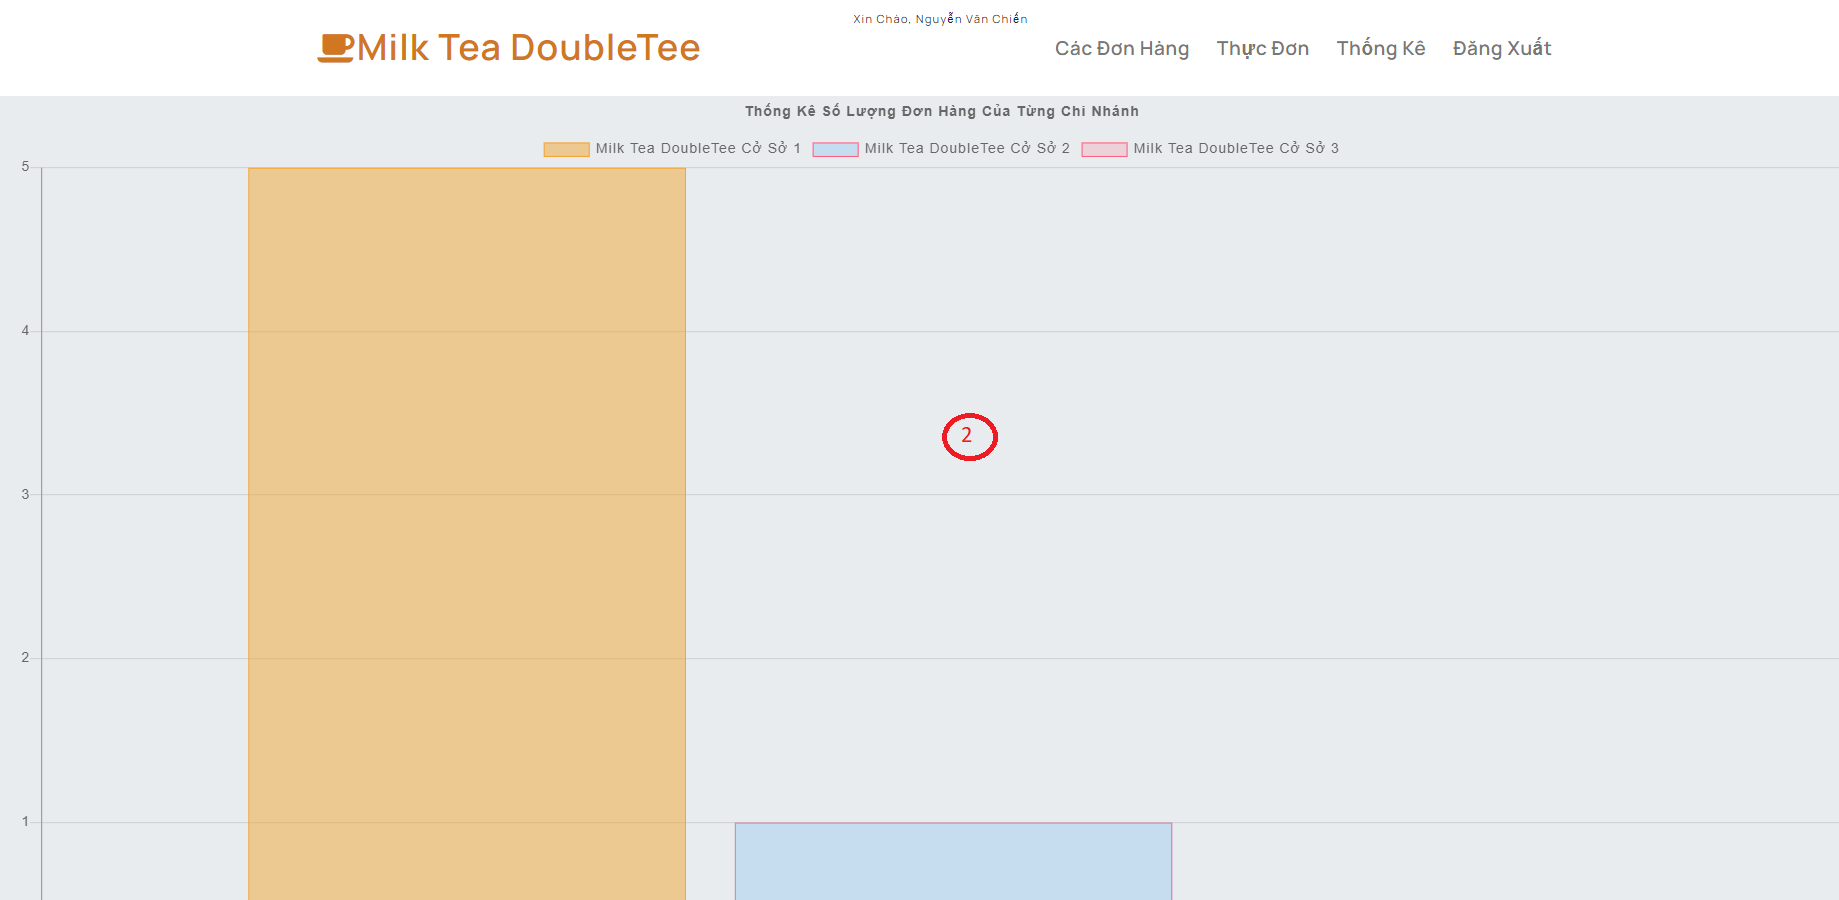 Xin Chào, Nguyễn Văn Chiến
Milk Tea DoubleTee
Các Đơn Hàng Thực Đơn Thống Kê Đăng Xuất
Thống Kê Số Lượng Đơn Hàng Của Từng Chi Nhánh
Milk Tea DoubleTee Cở Sở 1 Milk Tea DoubleTee Cở Sở 2 Milk Tea DoubleTee Cở Sở 3
5
4
2
3
2
1